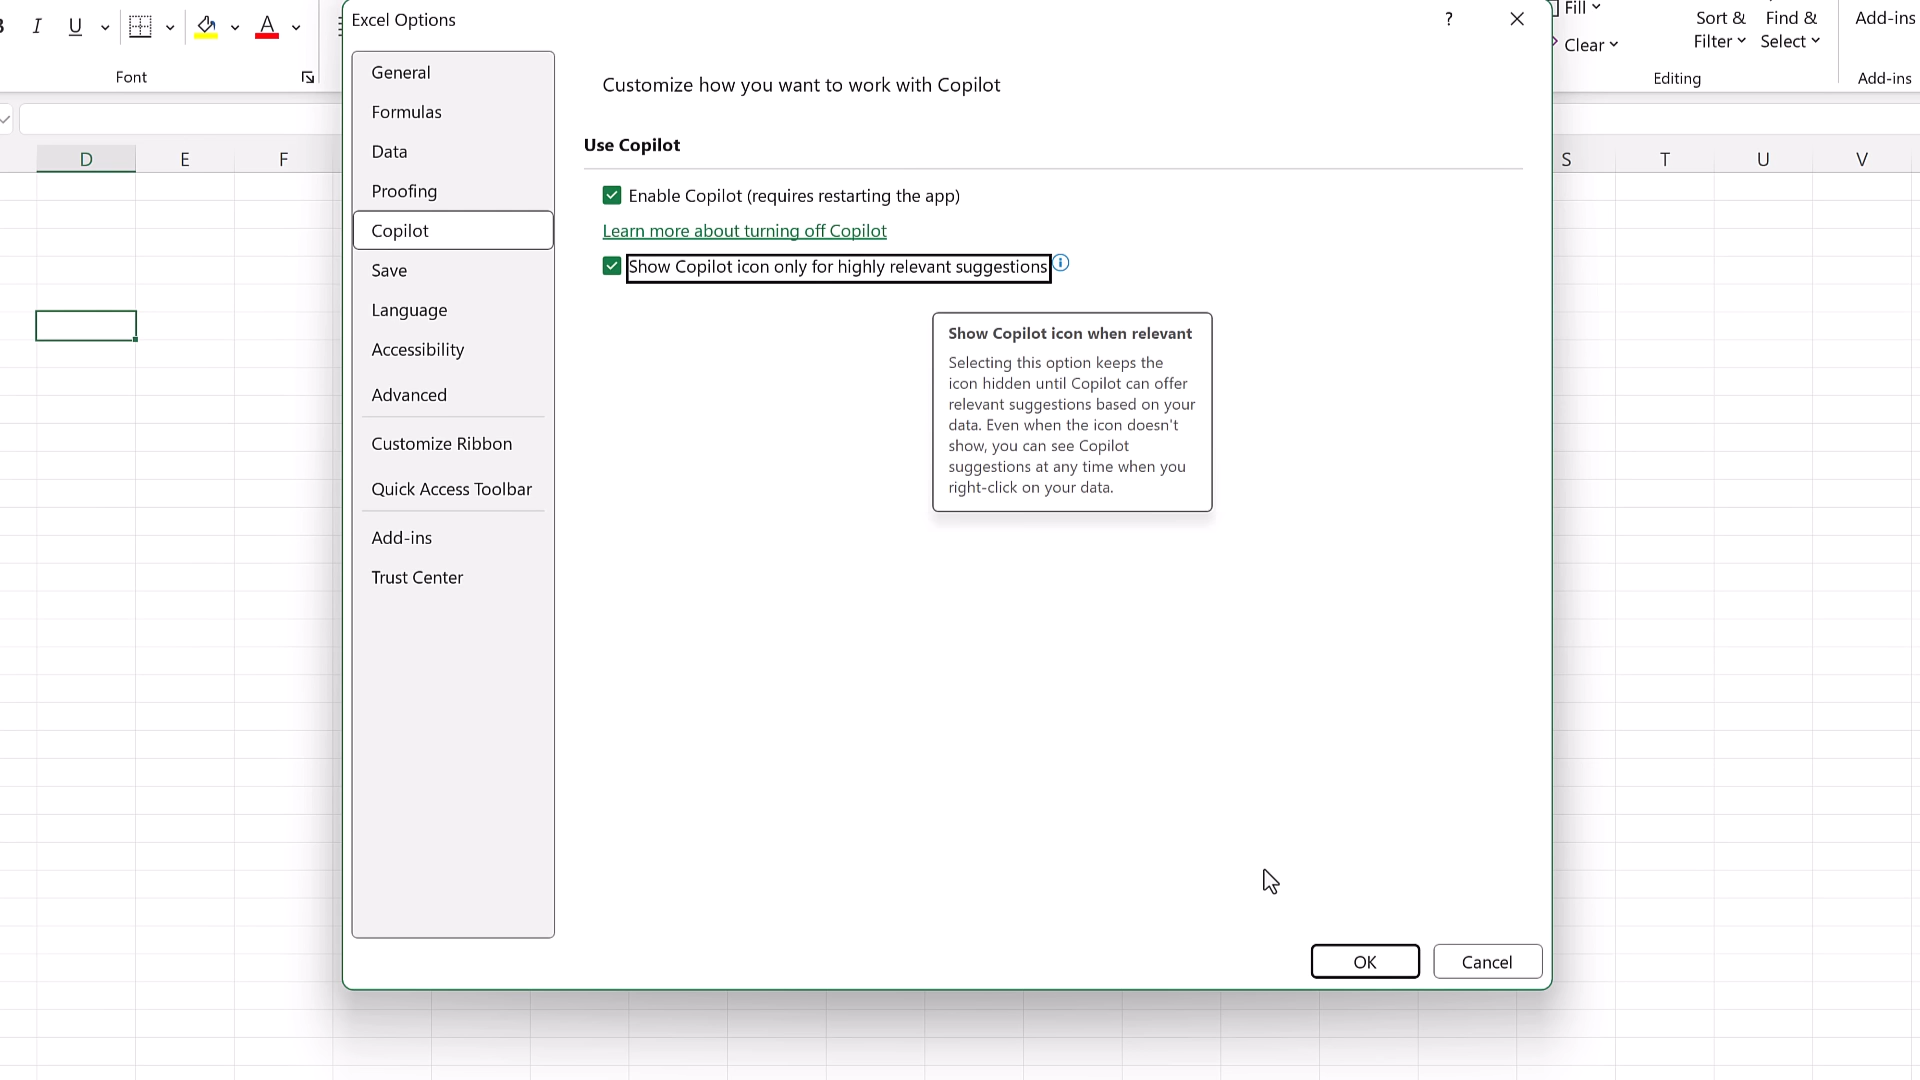 Excel Options
?
I
U
A
Font
Fill
Clear
Sort &
Filter
Find &
Select
Editing
Add-ins
Add-ins
D E F S T U V
General
Formulas
Data
Proofing
Copilot
Save
Language
Accessibility
Advanced
Customize Ribbon
Quick Access Toolbar
Add-ins
Trust Center
Customize how you want to work with Copilot
Use Copilot
Enable Copilot (requires restarting the app)
Learn more about turning off Copilot
Show Copilot icon only for highly relevant suggestions
Show Copilot icon when relevant
Selecting this option keeps the
icon hidden until Copilot can offer
relevant suggestions based on your
data. Even when the icon doesn't
show, you can see Copilot
suggestions at any time when you
right-click on your data.
OK
Cancel